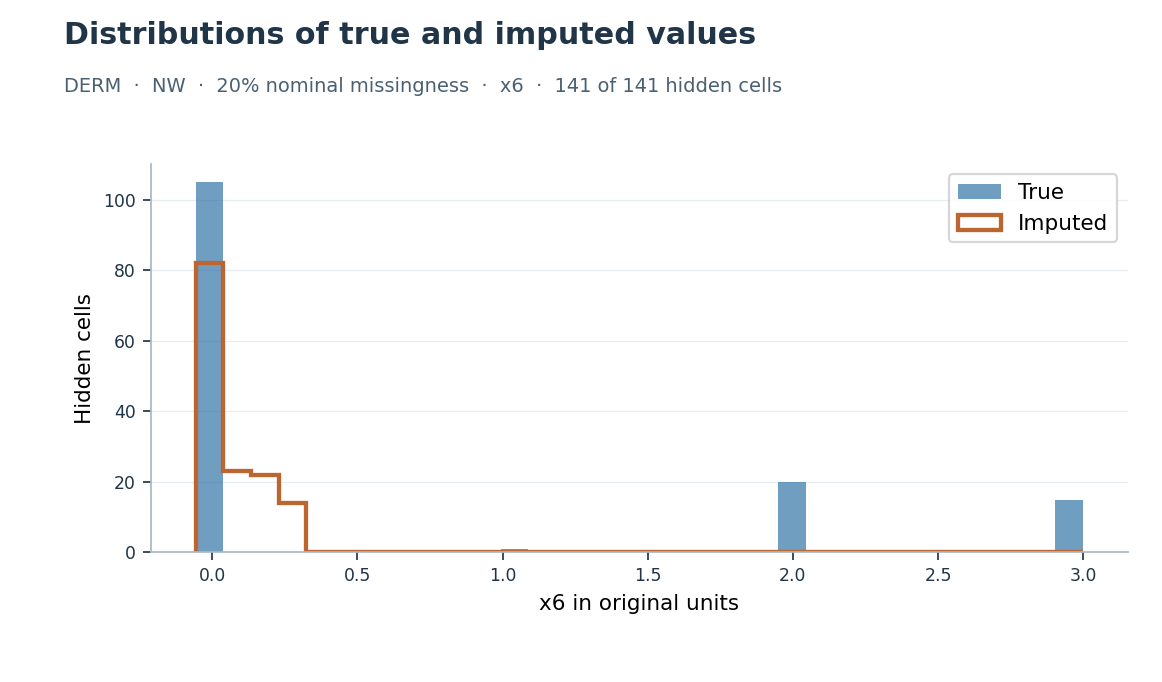 Distributions of true and imputed values
DERM · NW · 20% nominal missingness · x6 · 141 of 141 hidden cells
True
Imputed
Hidden cells
100
80
60
40
20
0
0.0 0.5 1.0 1.5 2.0 2.5 3.0
x6 in original units